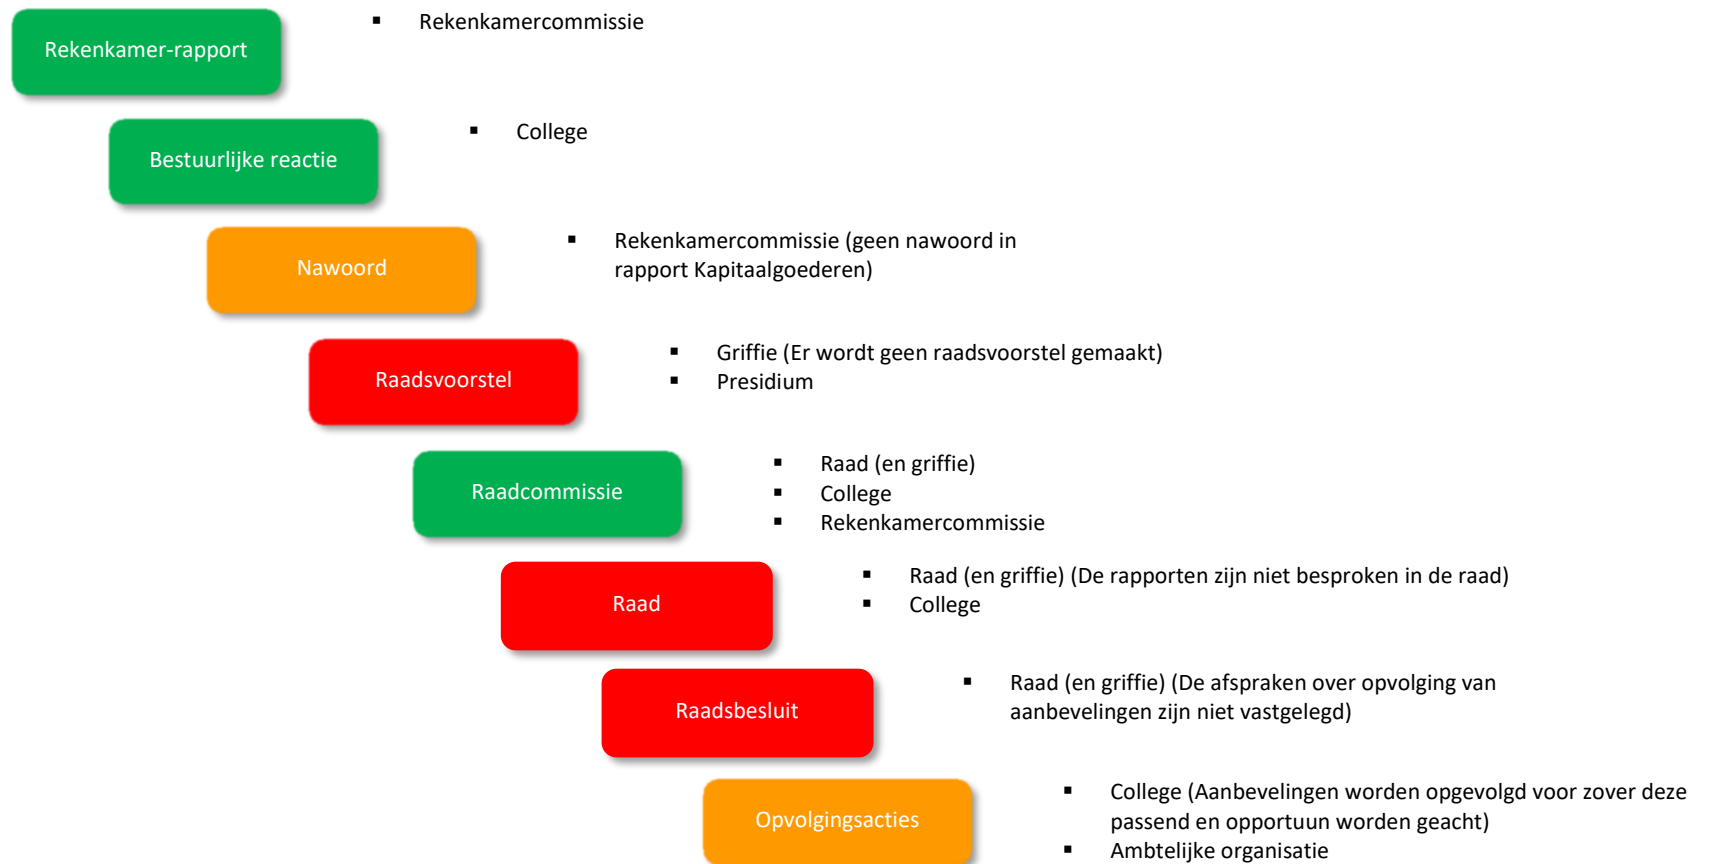 Rekenkamer-rapport
▪ Rekenkamercommissie
Bestuurlijke reactie
▪ College
Nawoord
▪ Rekenkamercommissie (geen nawoord in
rapport Kapitaalgoederen)
Raadsvoorstel
▪ Griffie (Er wordt geen raadsvoorstel gemaakt)
▪ Presidium
Raadcommissie
▪ Raad (en griffie)
▪ College
▪ Rekenkamercommissie
Raad
▪ Raad (en griffie) (De rapporten zijn niet besproken in de raad)
▪ College
Raadsbesluit
▪ Raad (en griffie) (De afspraken over opvolging van
aanbevelingen zijn niet vastgelegd)
Opvolgingsacties
▪ College (Aanbevelingen worden opgevolgd voor zover deze
passend en opportuun worden geacht)
▪ Ambtelijke organisatie